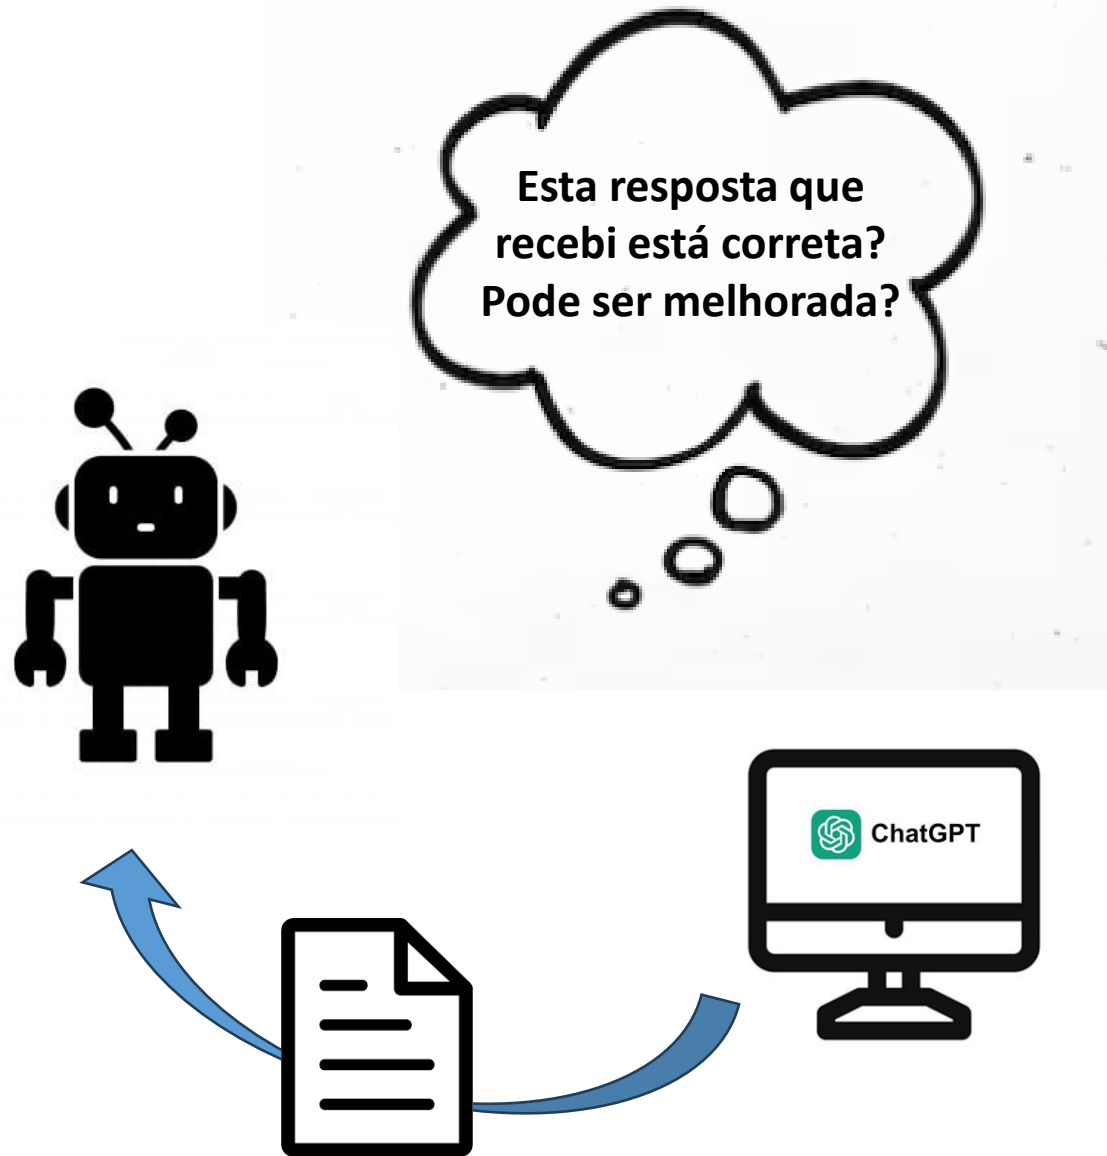 Esta resposta que
recebi está correta?
Pode ser melhorada?
ChatGPT